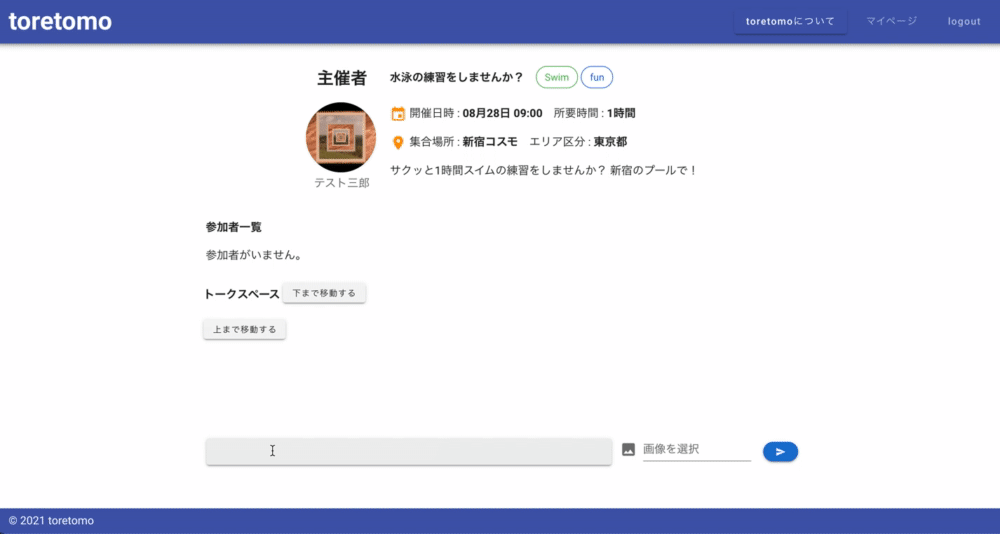 toretomo
toretomoについて マイページ logout
主催者
水泳の練習をしませんか？ Swim fun
開催日時 : 08月28日 09:00 所要時間 : 1時間
集合場所 : 新宿コスモ エリア区分 : 東京都
サクッと1時間スイムの練習をしませんか？ 新宿のプールで！
テスト三郎
参加者一覧
参加者がいません。
トークスペース 下まで移動する
上まで移動する
画像を選択
© 2021 toretomo